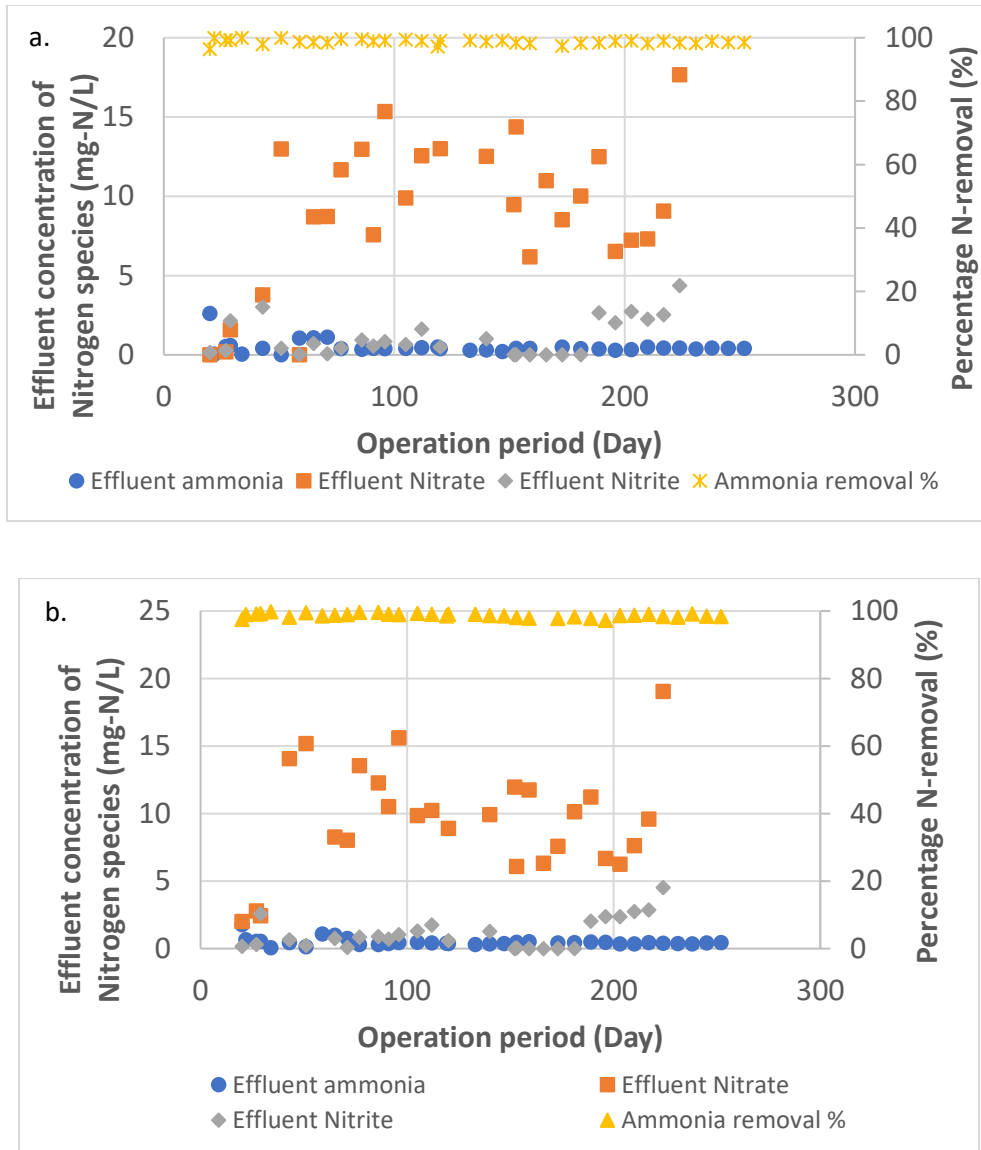 a.
Effluent concentration of
Nitrogen species (mg-N/L)
20
15
10
5
0
100
80
60
40
20
0
Percentage N-removal (%)
0 100 200 300
Operation period (Day)
Effluent ammonia Effluent Nitrate Effluent Nitrite Ammonia removal %
b.
Effluent concentration of
Nitrogen species (mg-N/L)
25
20
15
10
5
0
100
80
60
40
20
0
Percentage N-removal (%)
0 100 200 300
Operation period (Day)
Effluent ammonia Effluent Nitrate
Effluent Nitrite Ammonia removal %